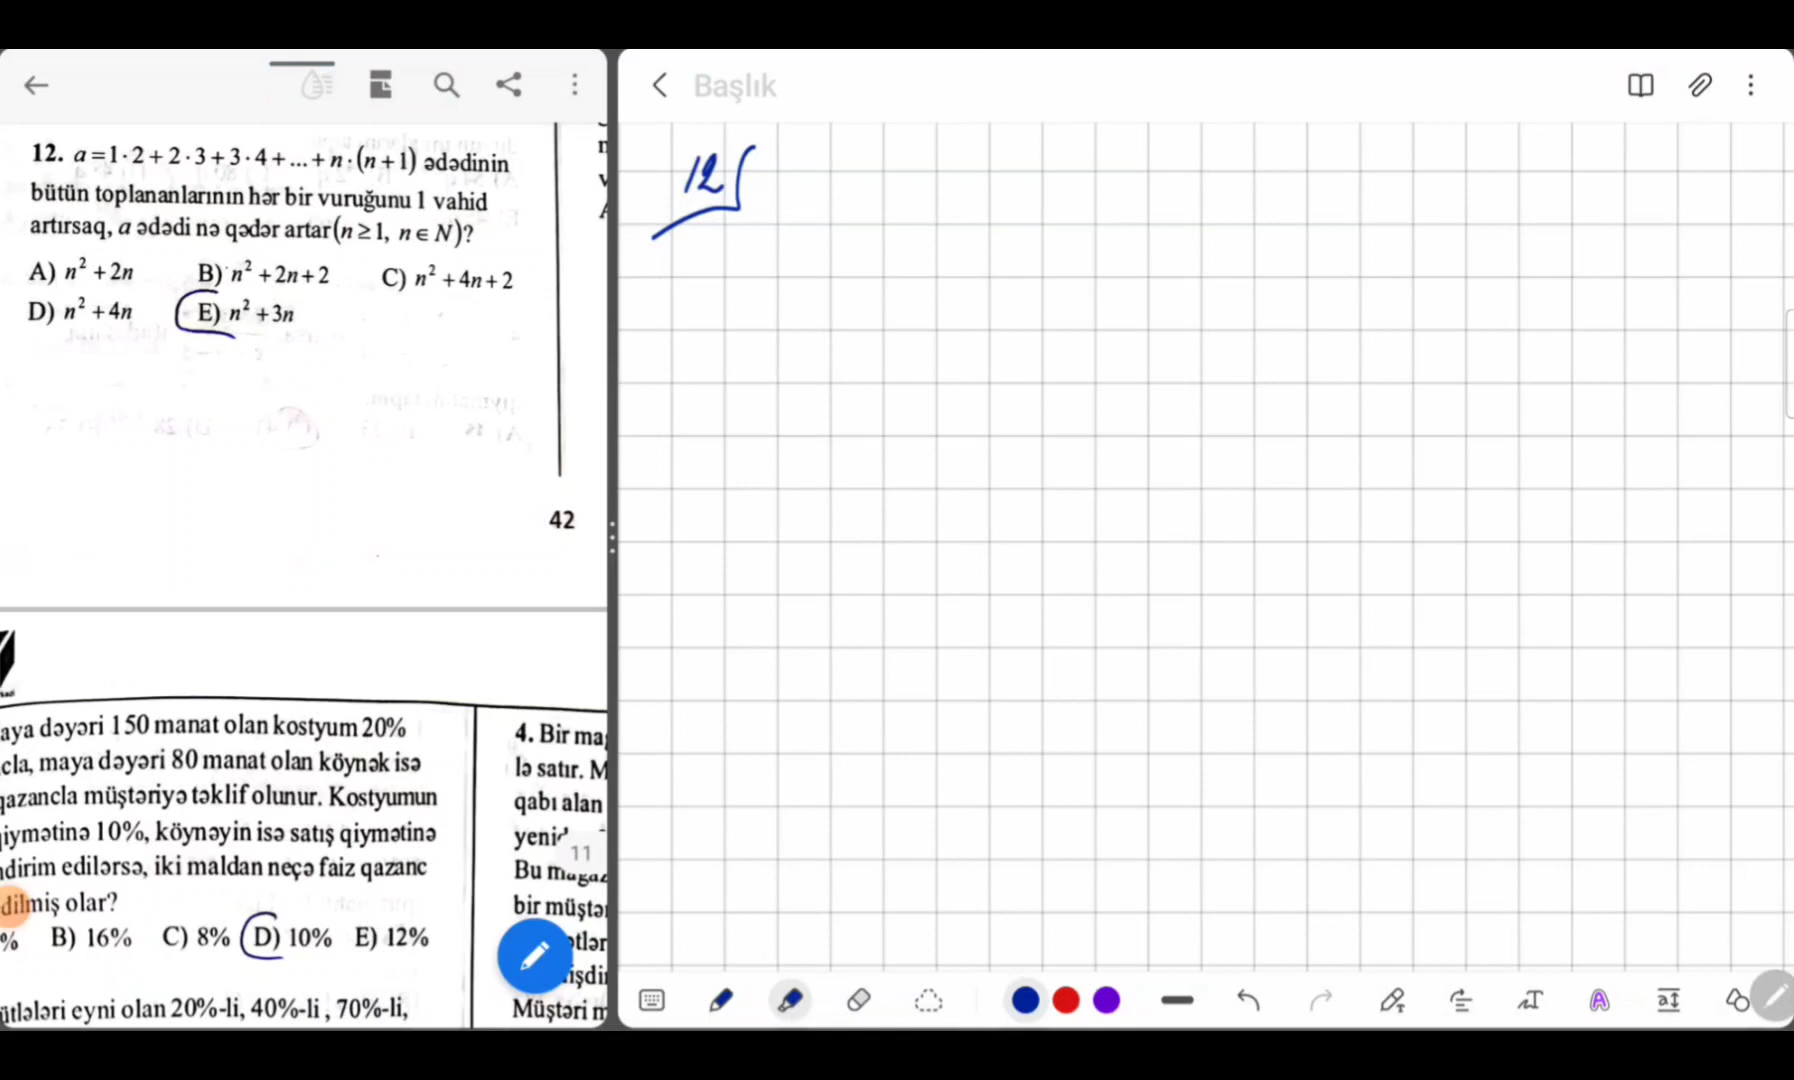 Başlık
12. a=1·2+2·3+3·4+...+n·(n+1) ədədinin
bütün toplananlarının hər bir vuruğunu 1 vahid
artırsaq, a ədədi nə qədər artar(n≥1, n∈N)?
A) n²+2n B) n²+2n+2 C) n²+4n+2
D) n²+4n E) n²+3n
42
12
aya dəyəri 150 manat olan kostyum 20%
cla, maya dəyəri 80 manat olan köynək isə
qazancla müştəriyə təklif olunur. Kostyumun
qiymətinə 10%, köynəyin isə satış qiymətinə
ndirim edilərsə, iki maldan neçə faiz qazanc
dilmiş olar?
% B) 16% C) 8% D) 10% E) 12%
ütlələri eyni olan 20%-li, 40%-li , 70%-li,
4. Bir ma
lə satır. M
qabı alan
yeni
11
Bu
bir müştə
ətlər
işdi
Müştəri m